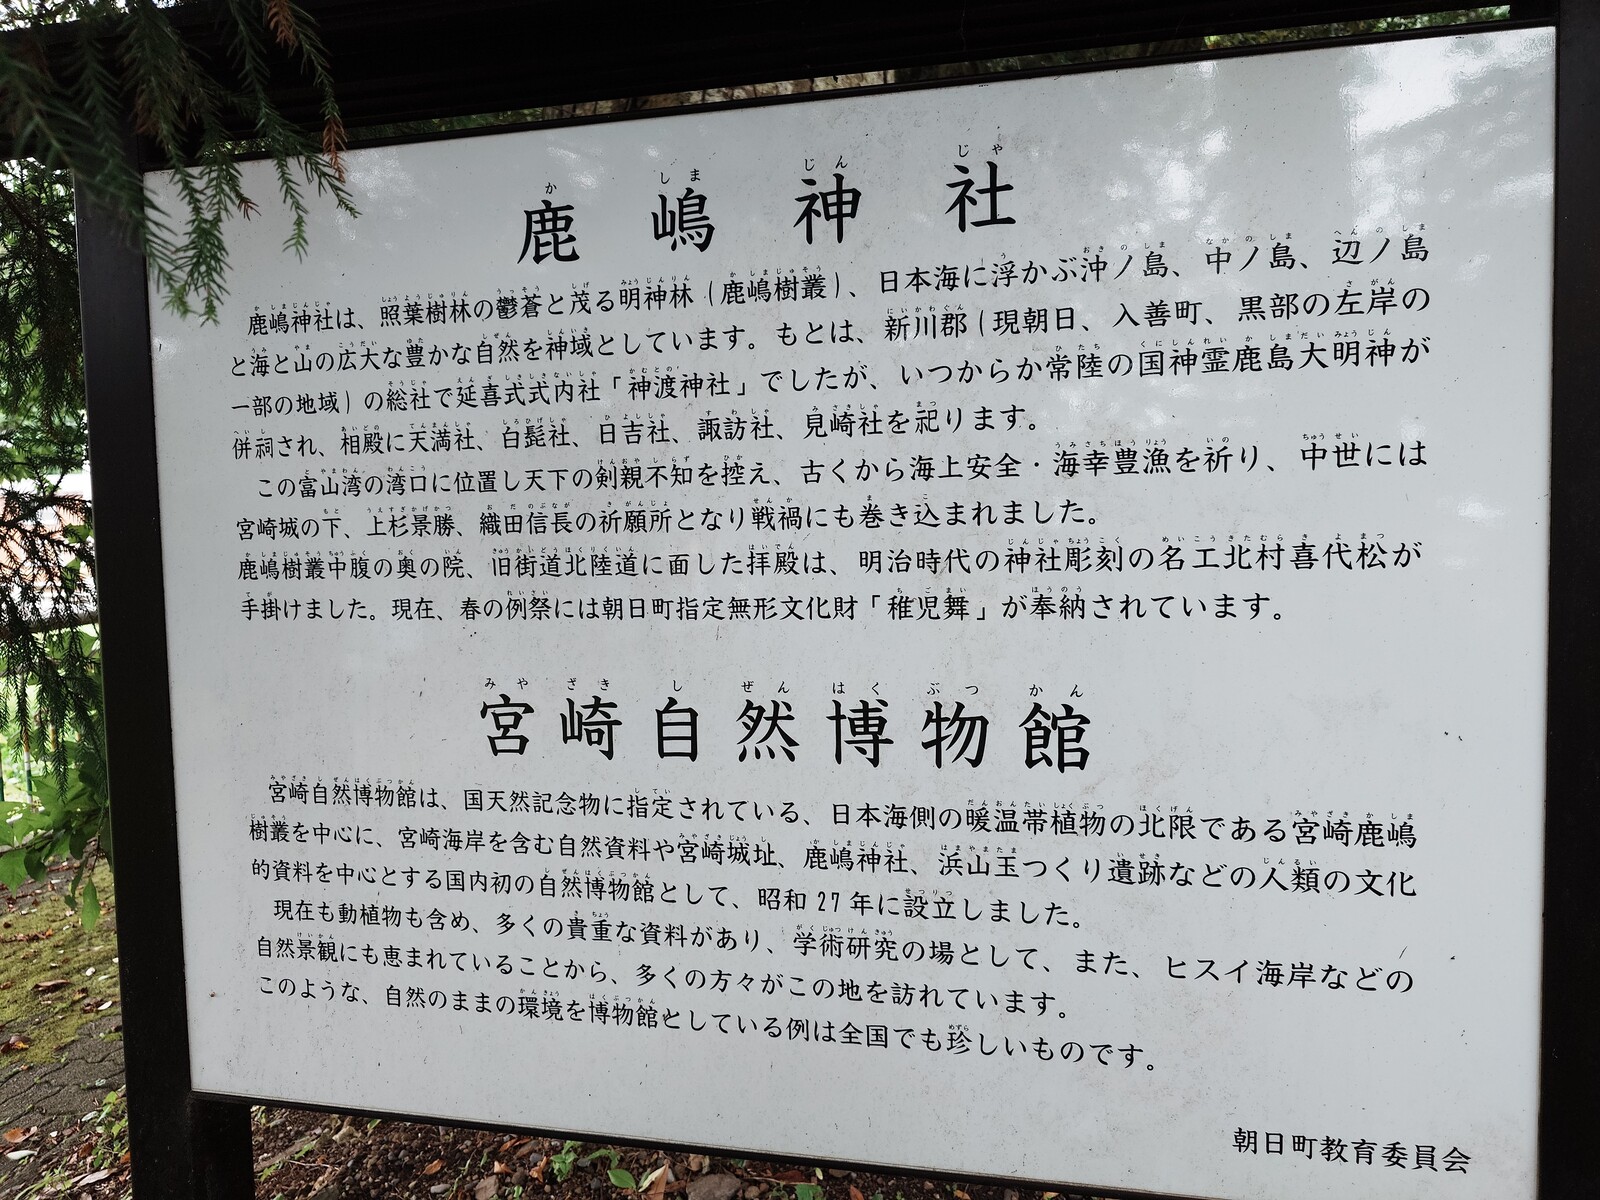 鹿嶋神社
鹿嶋神社は、照葉樹林の鬱蒼と茂る明神林（鹿嶋樹叢）、日本海に浮かぶ沖ノ島、中ノ島、辺ノ島
と海と山の広大な豊かな自然を神域としています。もとは、新川郡（現朝日、入善町、黒部の左岸の
一部の地域）の総社で延喜式式内社「神渡神社」でしたが、いつからか常陸の国神霊鹿島大明神が
併祠され、相殿に天満社、白髭社、日吉社、諏訪社、見崎社を祀ります。
この富山湾の湾口に位置し天下の剣親不知を控え、古くから海上安全・海幸豊漁を祈り、中世には
宮崎城の下、上杉景勝、織田信長の祈願所となり戦禍にも巻き込まれました。
鹿嶋樹叢中腹の奥の院、旧街道北陸道に面した拝殿は、明治時代の神社彫刻の名工北村喜代松が
手掛けました。現在、春の例祭には朝日町指定無形文化財「稚児舞」が奉納されています。
宮崎自然博物館
宮崎自然博物館は、国天然記念物に指定されている、日本海側の暖温帯植物の北限である宮崎鹿嶋
樹叢を中心に、宮崎海岸を含む自然資料や宮崎城址、鹿嶋神社、浜山玉つくり遺跡などの人類の文化
的資料を中心とする国内初の自然博物館として、昭和27年に設立しました。
現在も動植物も含め、多くの貴重な資料があり、学術研究の場として、また、ヒスイ海岸などの
自然景観にも恵まれていることから、多くの方々がこの地を訪れています。
このような、自然のままの環境を博物館としている例は全国でも珍しいものです。
朝日町教育委員会